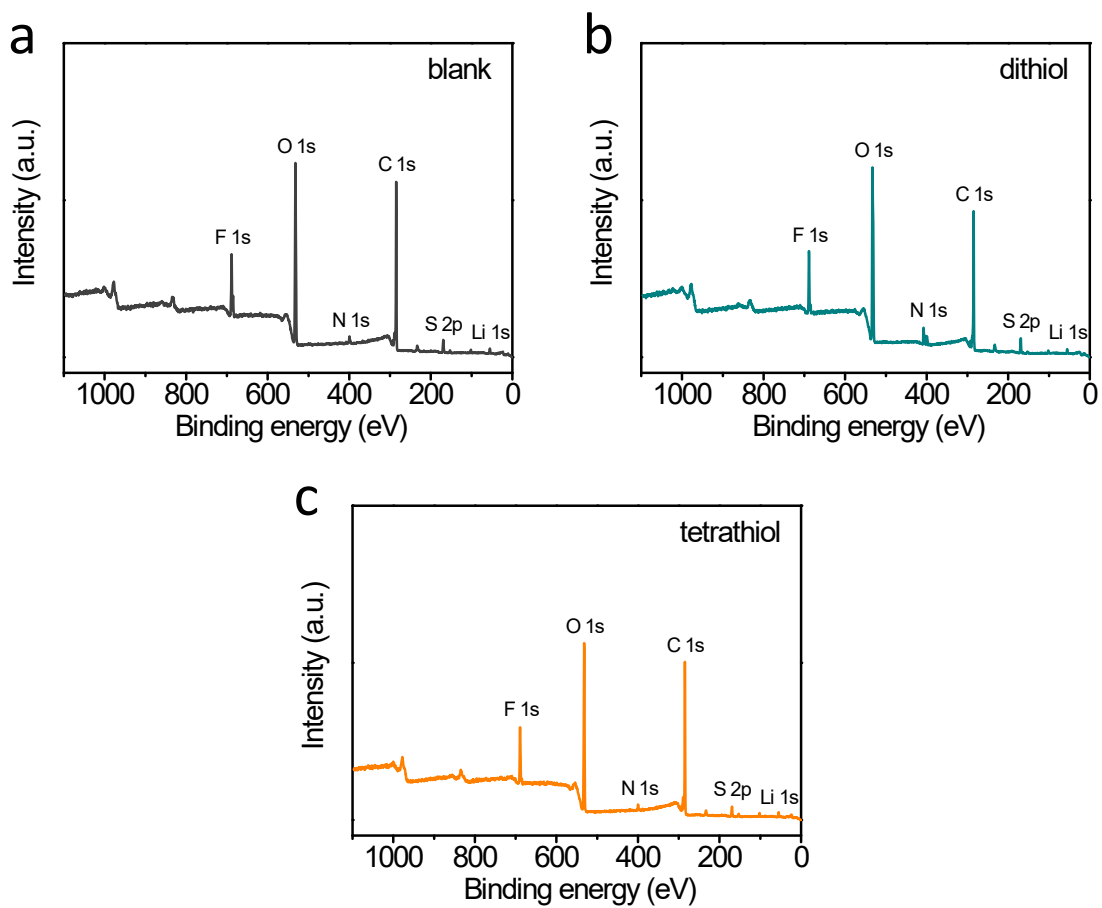 a
blank
O 1s
C 1s
F 1s
N 1s
S 2p
Li 1s
Intensity (a.u.)
1000 800 600 400 200 0
Binding energy (eV)
b
dithiol
O 1s
C 1s
F 1s
N 1s
S 2p
Li 1s
Intensity (a.u.)
1000 800 600 400 200 0
Binding energy (eV)
c
tetrathiol
O 1s
C 1s
F 1s
N 1s
S 2p
Li 1s
Intensity (a.u.)
1000 800 600 400 200 0
Binding energy (eV)